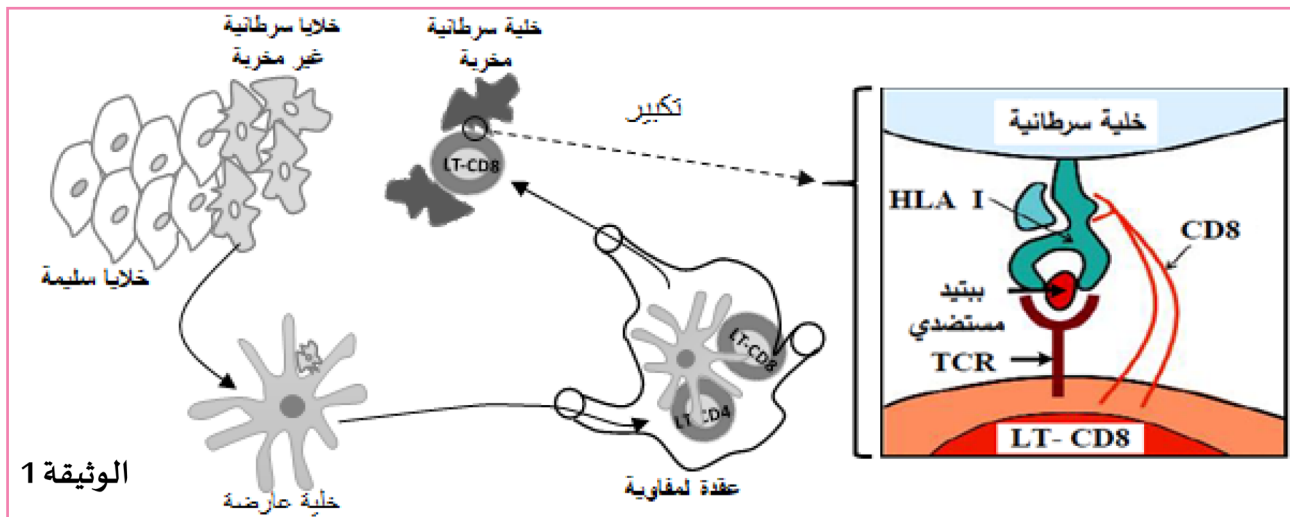 خلايا سرطانية
غير مخربة
خلية سرطانية
مخربة
تكبير
LT-CD8
خلايا سليمة
خلية عارضة
LT-CD8
LT-CD4
عقدة لمفاوية
خلية سرطانية
HLA I
CD8
ببتيد
مستضدي
TCR
LT- CD8
الوثيقة 1